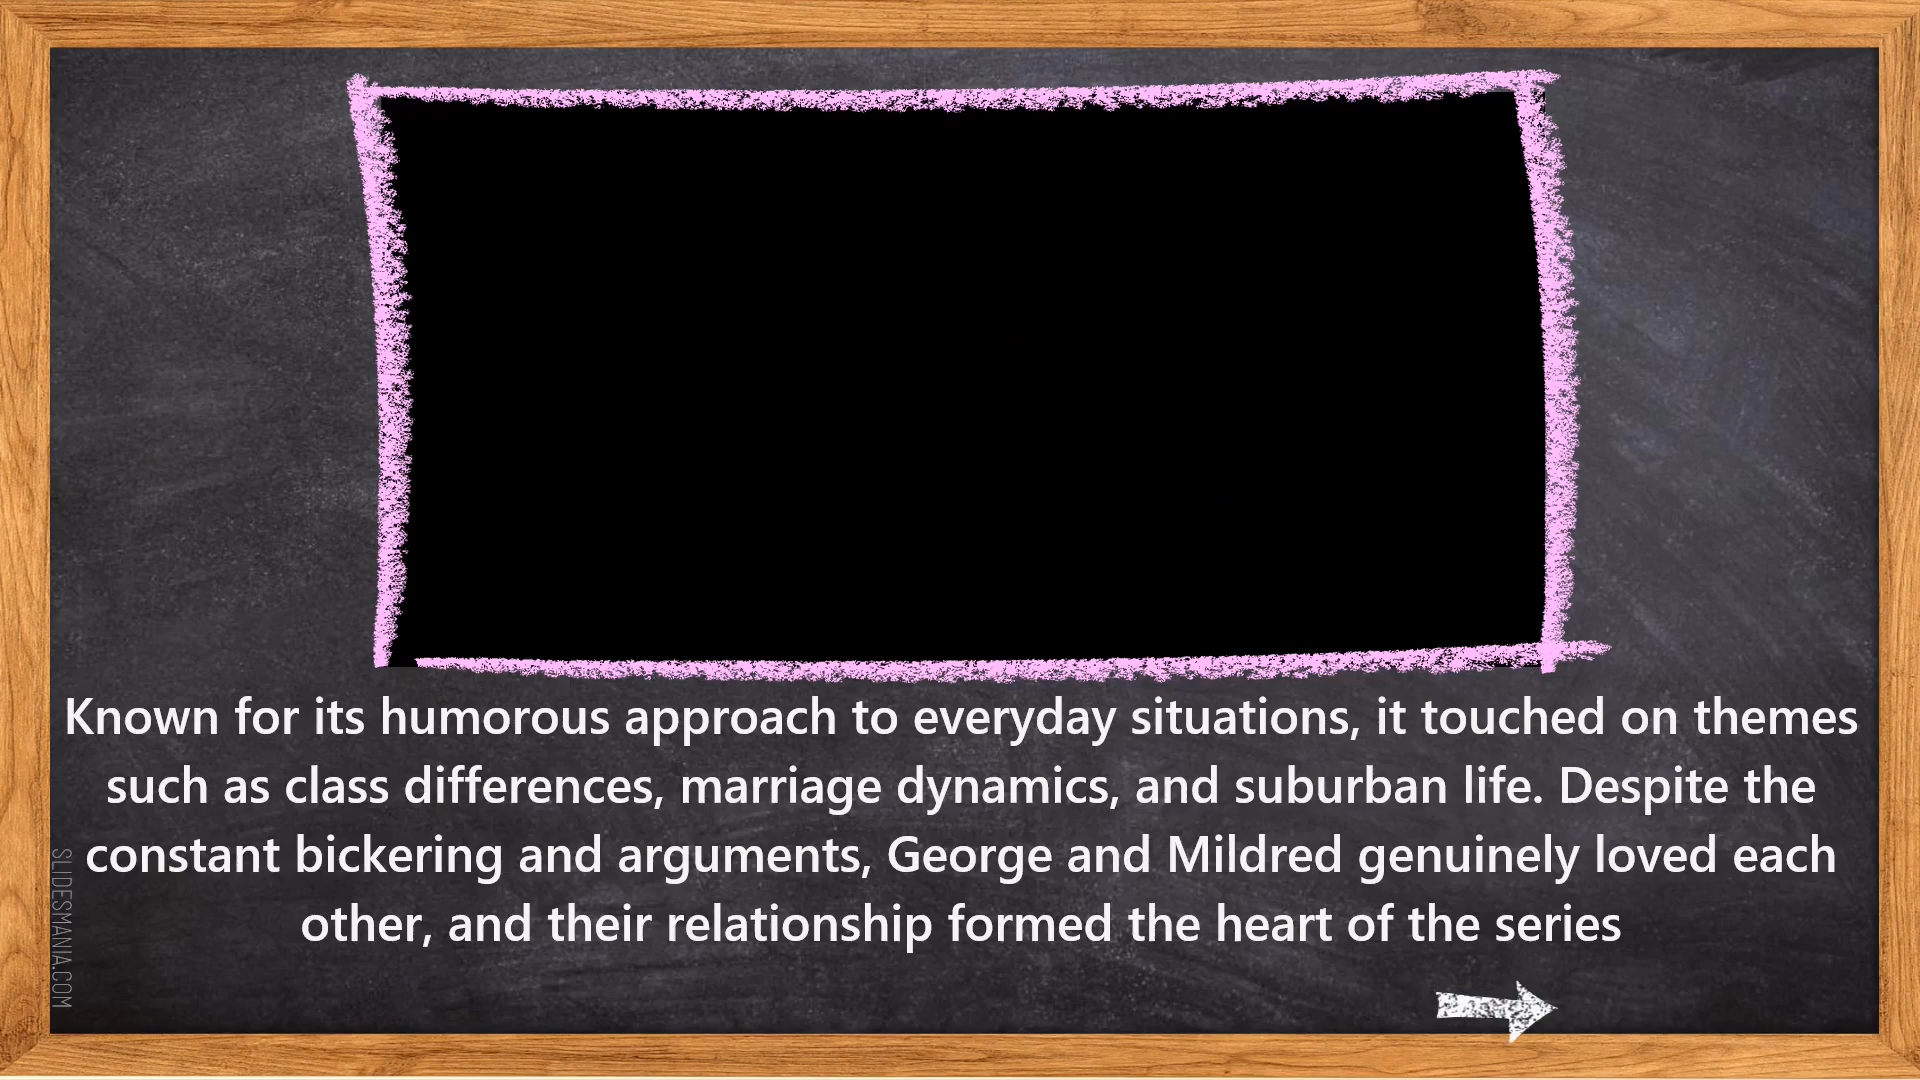 Known for its humorous approach to everyday situations, it touched on themes
such as class differences, marriage dynamics, and suburban life. Despite the
constant bickering and arguments, George and Mildred genuinely loved each
other, and their relationship formed the heart of the series
SLIDESMANIA.COM